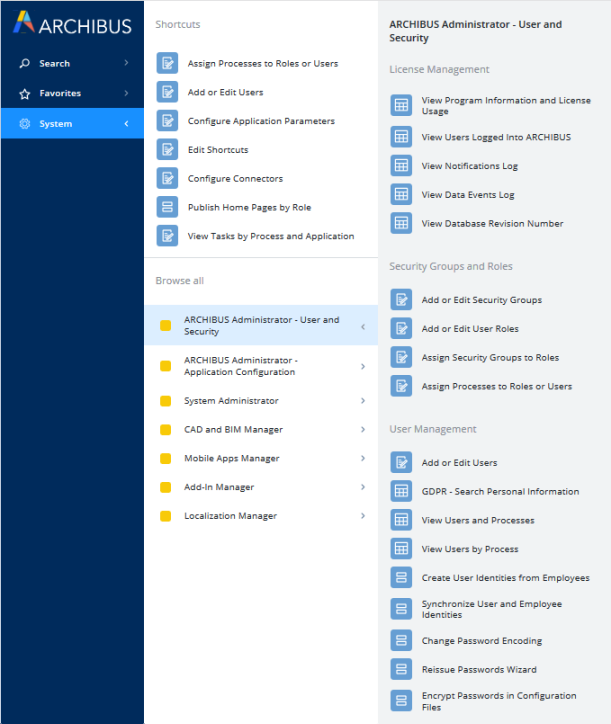 ARCHIBUS
Search
Favorites
System
Shortcuts
Assign Processes to Roles or Users
Add or Edit Users
Configure Application Parameters
Edit Shortcuts
Configure Connectors
Publish Home Pages by Role
View Tasks by Process and Application
Browse all
ARCHIBUS Administrator - User and
Security
ARCHIBUS Administrator -
Application Configuration
System Administrator
CAD and BIM Manager
Mobile Apps Manager
Add-In Manager
Localization Manager
ARCHIBUS Administrator - User and
Security
License Management
View Program Information and License
Usage
View Users Logged Into ARCHIBUS
View Notifications Log
View Data Events Log
View Database Revision Number
Security Groups and Roles
Add or Edit Security Groups
Add or Edit User Roles
Assign Security Groups to Roles
Assign Processes to Roles or Users
User Management
Add or Edit Users
GDPR - Search Personal Information
View Users and Processes
View Users by Process
Create User Identities from Employees
Synchronize User and Employee
Identities
Change Password Encoding
Reissue Passwords Wizard
Encrypt Passwords in Configuration
Files